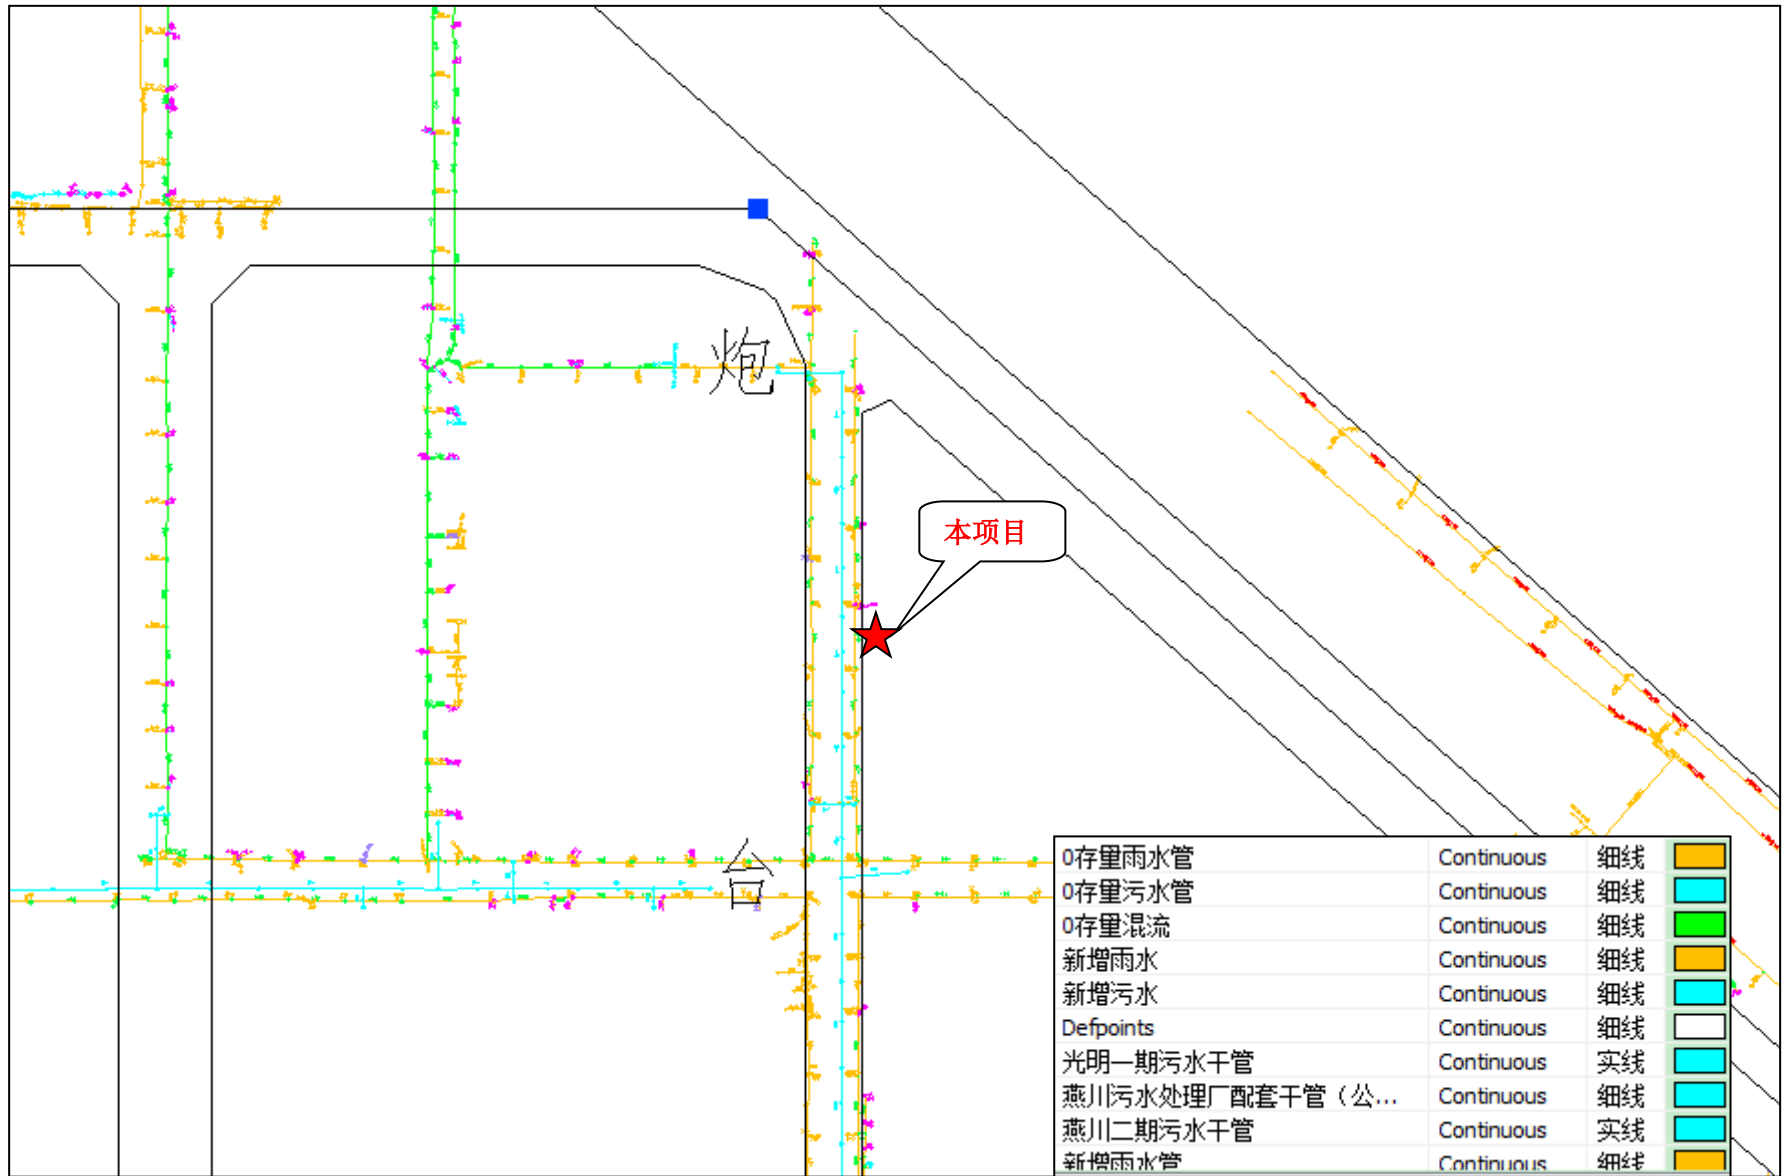 炮
本项目
台
0存量雨水管 Continuous 细线
0存量污水管 Continuous 细线
0存量混流 Continuous 细线
新增雨水 Continuous 细线
新增污水 Continuous 细线
Defpoints Continuous 细线
光明一期污水干管 Continuous 实线
燕川污水处理厂配套干管（公... Continuous 细线
燕川二期污水干管 Continuous 实线
新增雨水管 Continuous 细线